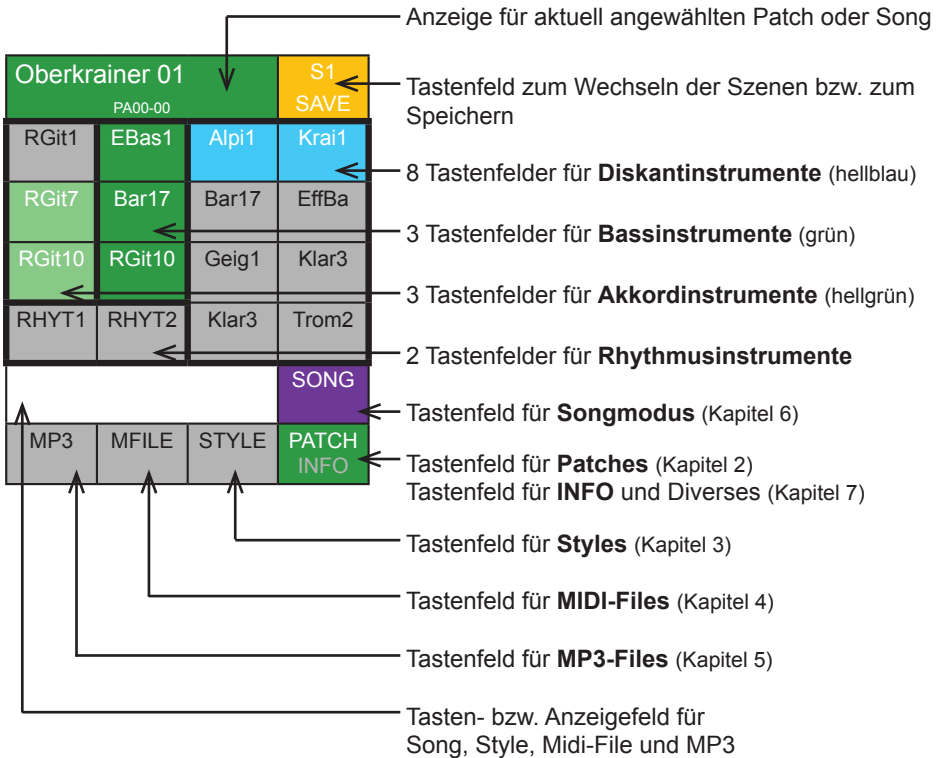 Anzeige für aktuell angewählten Patch oder Song
Oberkrainer 01
PA00-00
S1
SAVE
Tastenfeld zum Wechseln der Szenen bzw. zum
Speichern
RGit1 EBas1 Alpi1 Krai1
8 Tastenfelder für Diskantinstrumente (hellblau)
RGit7 Bar17 Bar17 EffBa
3 Tastenfelder für Bassinstrumente (grün)
RGit10 RGit10 Geig1 Klar3
3 Tastenfelder für Akkordinstrumente (hellgrün)
RHYT1 RHYT2 Klar3 Trom2
2 Tastenfelder für Rhythmusinstrumente
SONG
Tastenfeld für Songmodus (Kapitel 6)
MP3 MFILE STYLE PATCH
INFO
Tastenfeld für Patches (Kapitel 2)
Tastenfeld für INFO und Diverses (Kapitel 7)
Tastenfeld für Styles (Kapitel 3)
Tastenfeld für MIDI-Files (Kapitel 4)
Tastenfeld für MP3-Files (Kapitel 5)
Tasten- bzw. Anzeigefeld für
Song, Style, Midi-File und MP3